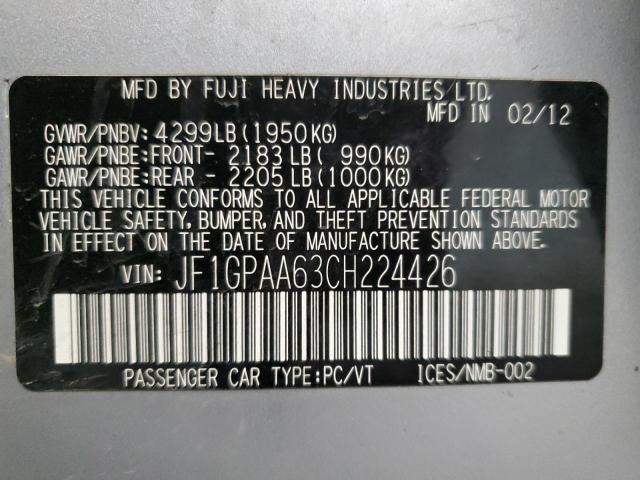 MFD BY FUJI HEAVY INDUSTRIES LTD.
MFD IN 02/12
GVWR/PNBV: 4299LB (1950KG)
GAWR/PNBE:FRONT- 2183 LB ( 990KG)
GAWR/PNBE:REAR - 2205 LB (1000KG)
THIS VEHICLE CONFORMS TO ALL APPLICABLE FEDERAL MOTOR
VEHICLE SAFETY, BUMPER, AND THEFT PREVENTION STANDARDS
IN EFFECT ON THE DATE OF MANUFACTURE SHOWN ABOVE.
VIN: JF1GPAA63CH224426
PASSENGER CAR TYPE:PC/VT ICES/NMB-002